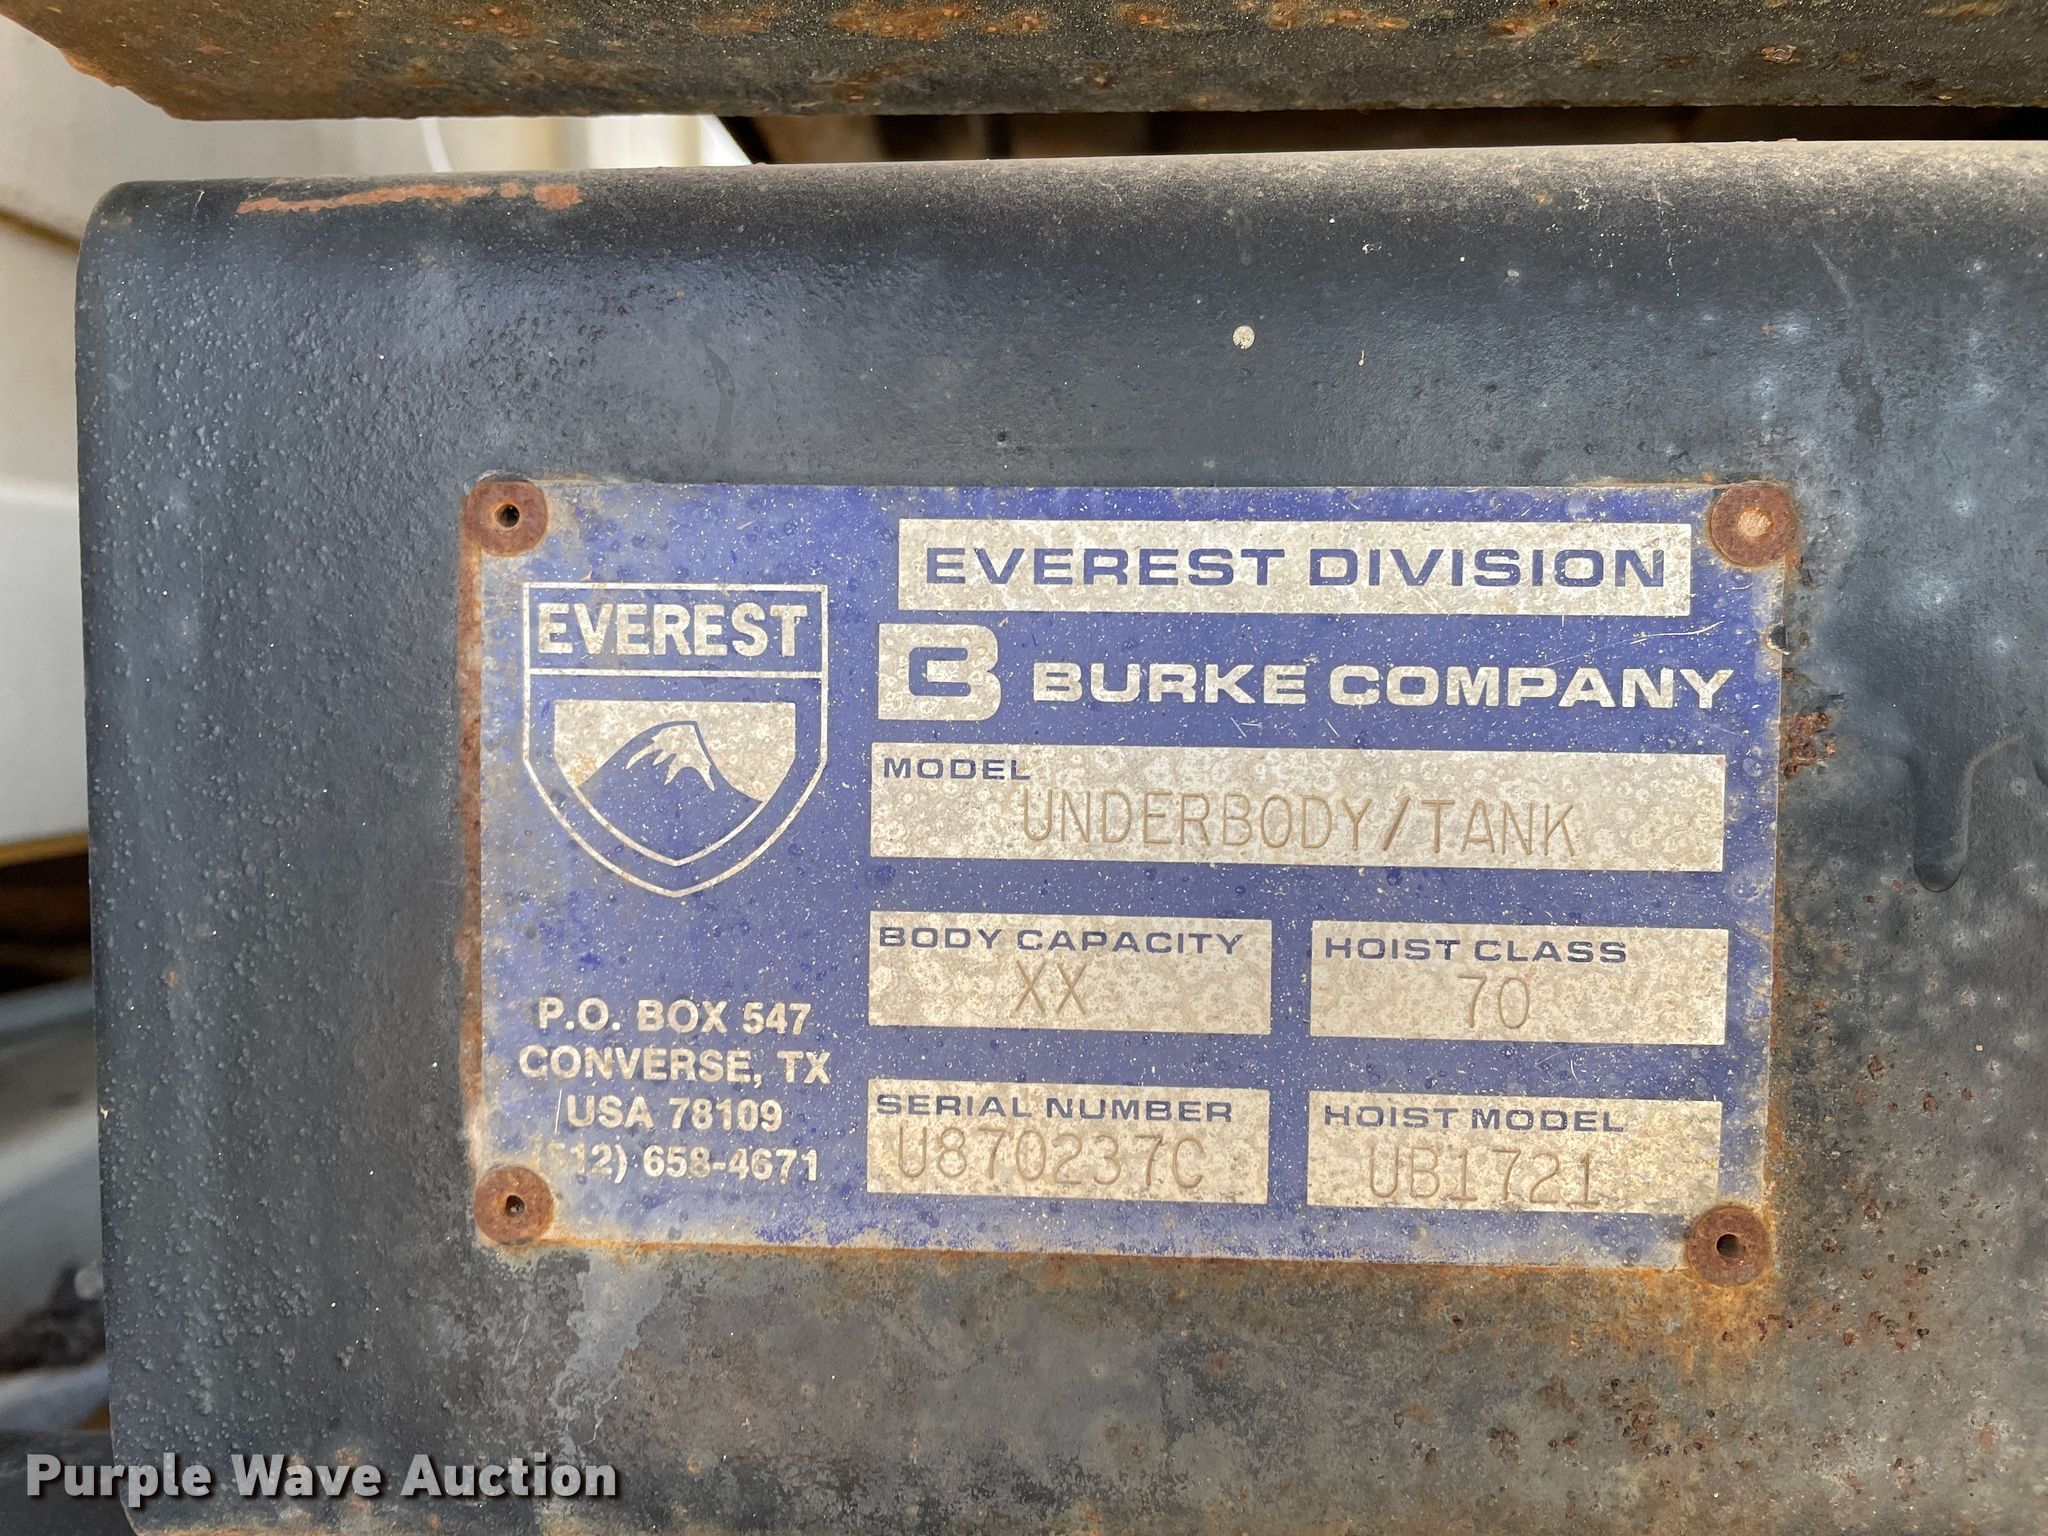 EVEREST
P.O. BOX 547
CONVERSE, TX
USA 78109
(512) 658-4671
EVEREST DIVISION
B BURKE COMPANY
MODEL
UNDERBODY/TANK
BODY CAPACITY
XX
HOIST CLASS
70
SERIAL NUMBER
U870237C
HOIST MODEL
UB1721
Purple Wave Auction